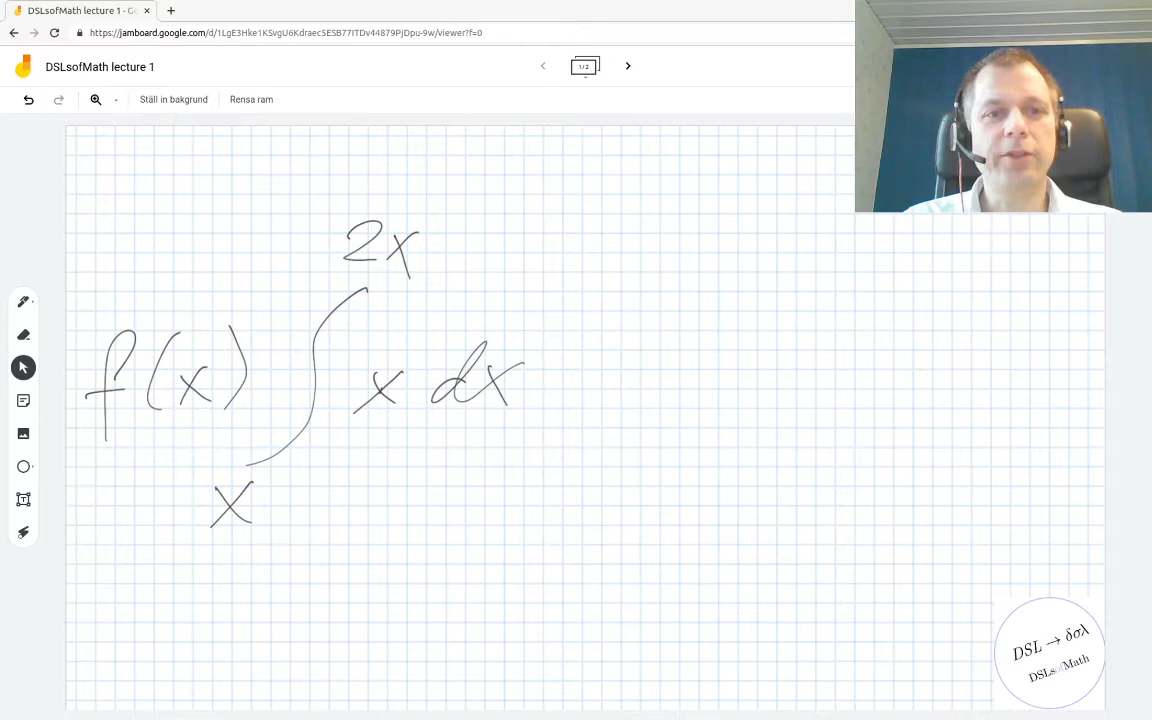 DSLsofMath lecture 1 - Go
https://jamboard.google.com/d/1LgE3Hke1KSvgU6Kdraec5ESB77ITDv44879PjDpu-9w/viewer?f=0
DSLsofMath lecture 1
1/2
Ställ in bakgrund
Rensa ram
2x
f(x) ∫ x dx
x
DSL → δσλ
DSLsofMath